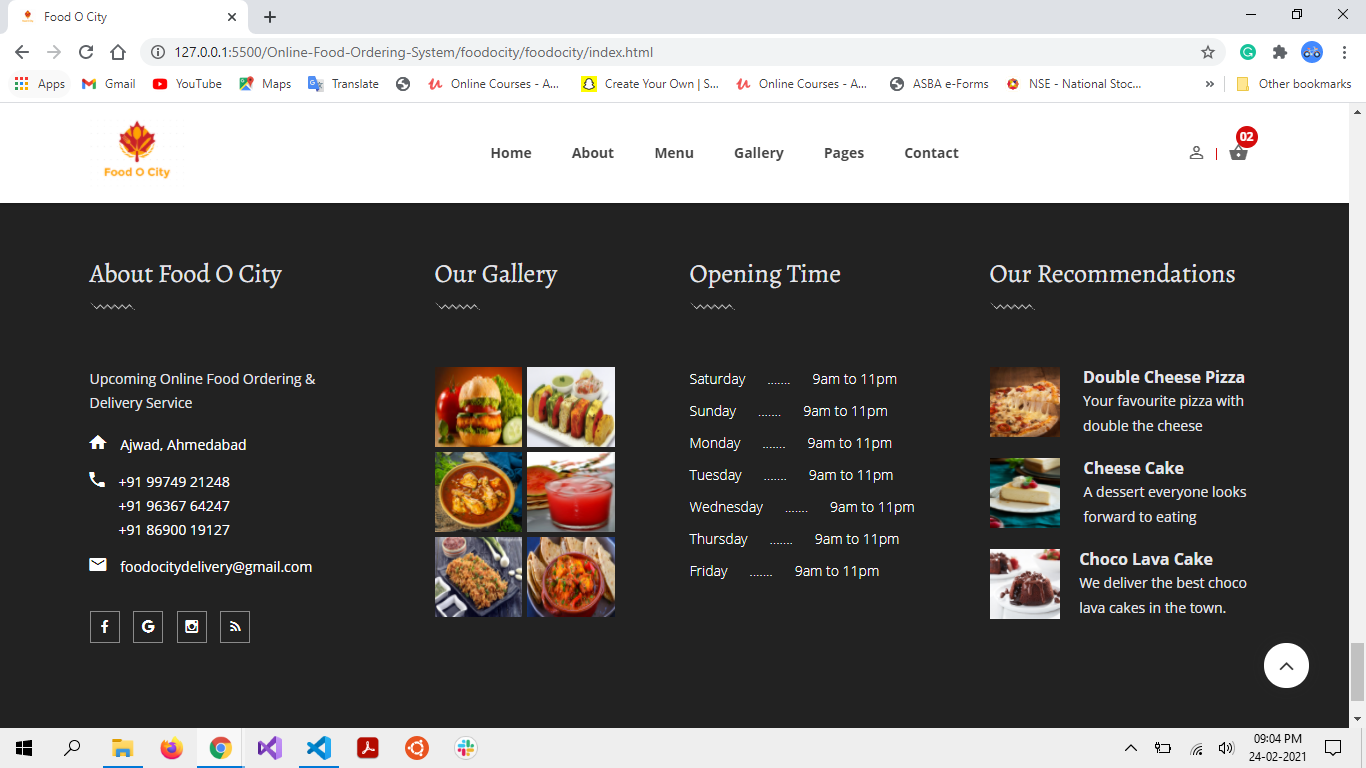 Food O City
127.0.0.1:5500/Online-Food-Ordering-System/foodocity/foodocity/index.html
Apps Gmail YouTube Maps Translate Online Courses - A... Create Your Own | S... Online Courses - A... ASBA e-Forms NSE - National Stoc... » Other bookmarks
Food O City
Home About Menu Gallery Pages Contact
02
About Food O City
Upcoming Online Food Ordering &
Delivery Service
Ajwad, Ahmedabad
+91 99749 21248
+91 96367 64247
+91 86900 19127
foodocitydelivery@gmail.com
Our Gallery
Opening Time
Saturday ....... 9am to 11pm
Sunday ....... 9am to 11pm
Monday ....... 9am to 11pm
Tuesday ....... 9am to 11pm
Wednesday ....... 9am to 11pm
Thursday ....... 9am to 11pm
Friday ....... 9am to 11pm
Our Recommendations
Double Cheese Pizza
Your favourite pizza with
double the cheese
Cheese Cake
A dessert everyone looks
forward to eating
Choco Lava Cake
We deliver the best choco
lava cakes in the town.
09:04 PM
24-02-2021